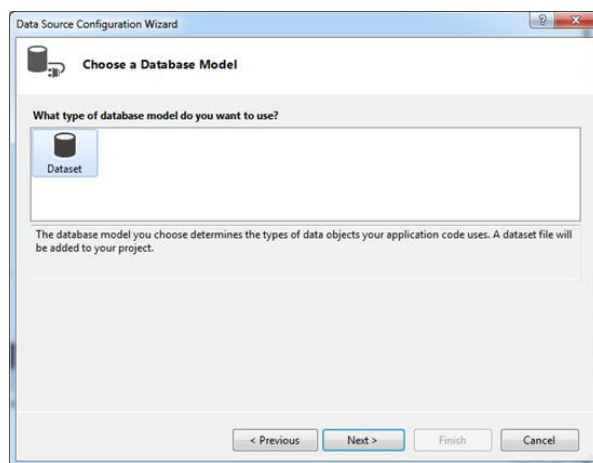 Data Source Configuration Wizard
Choose a Database Model
What type of database model do you want to use?
Dataset
The database model you choose determines the types of data objects your application code uses. A dataset file will
be added to your project.
< Previous
Next >
Finish
Cancel